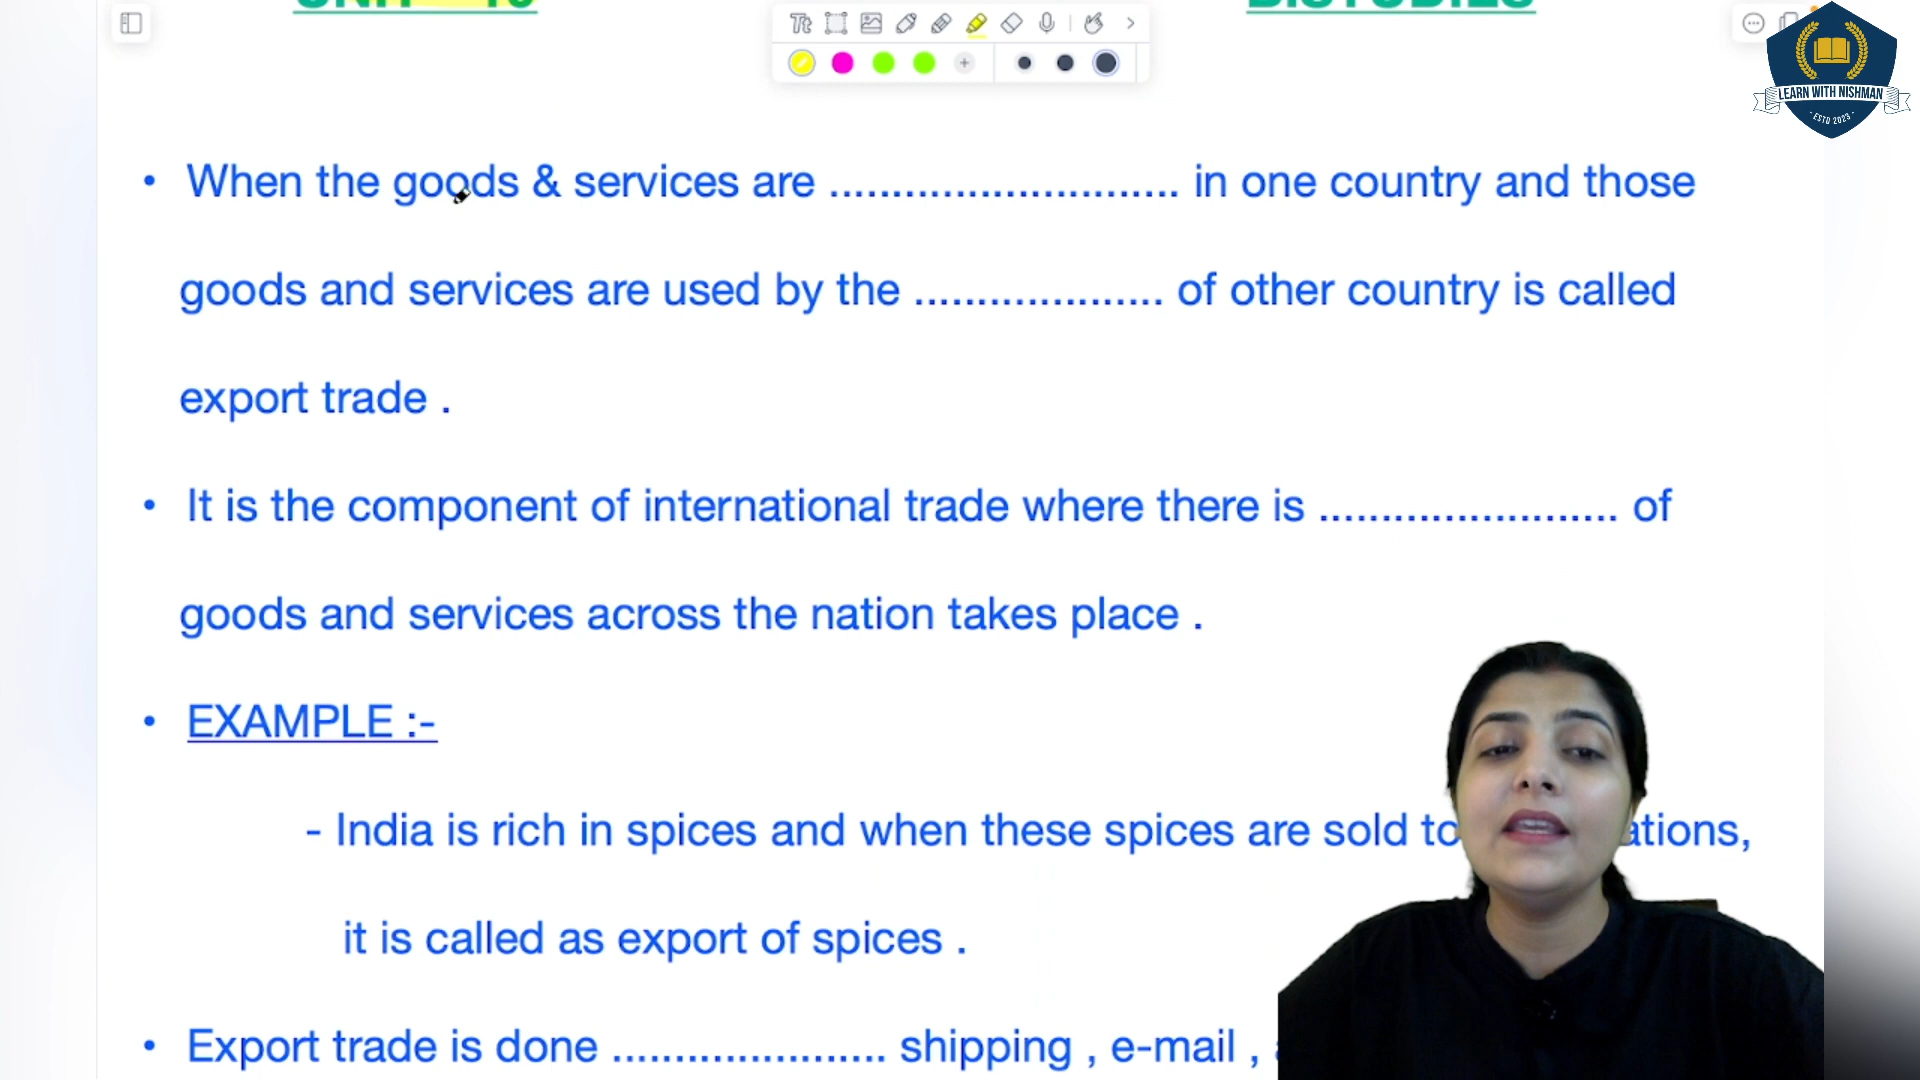 • When the goods & services are ............................ in one country and those
goods and services are used by the .................... of other country is called
export trade .
• It is the component of international trade where there is ........................ of
goods and services across the nation takes place .
• EXAMPLE :-
- India is rich in spices and when these spices are sold to
it is called as export of spices .
• Export trade is done ...................... shipping , e-mail ,
LEARN WITH NISHMAN
- ESTD 2023 -
Tt